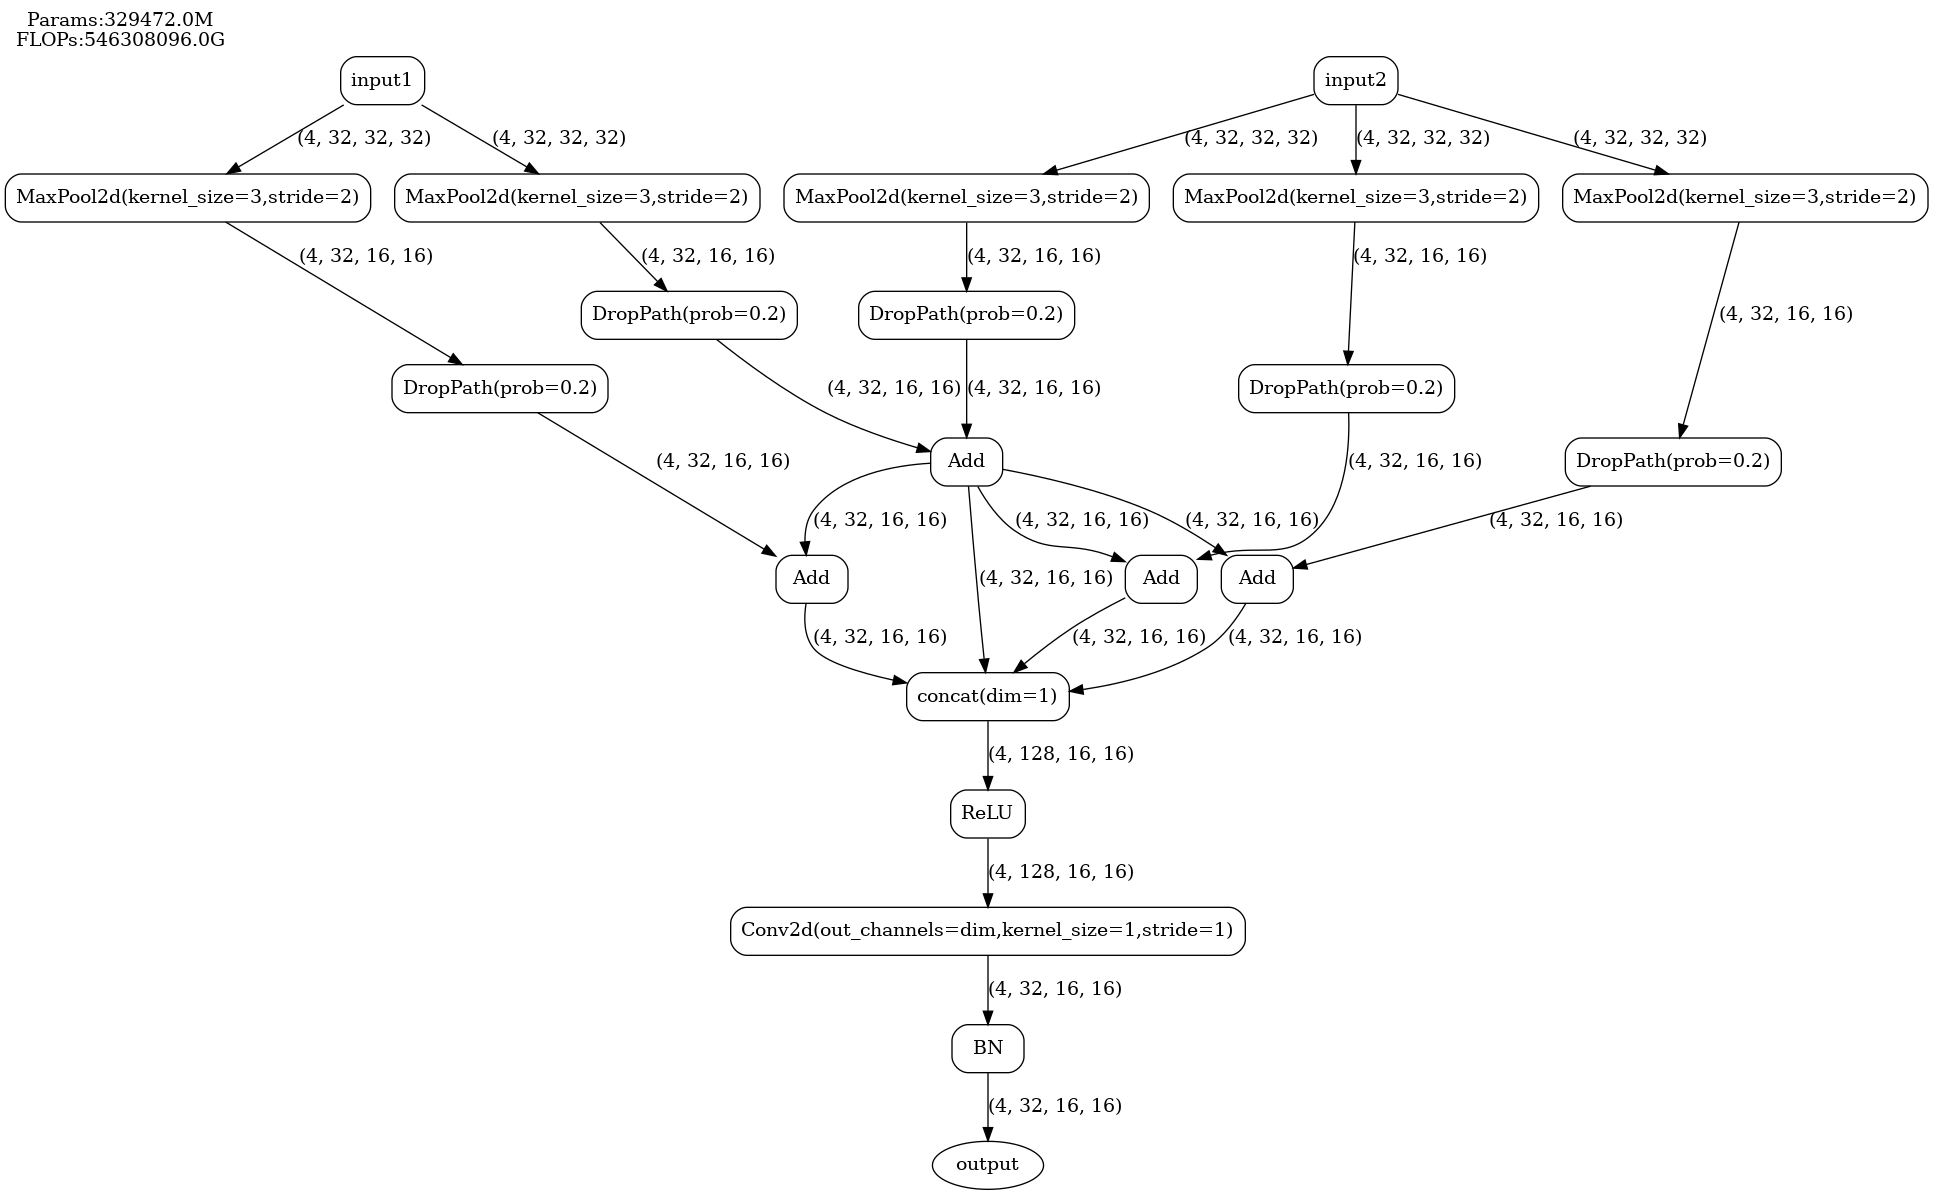 Params:329472.0M
FLOPs:546308096.0G
input1
input2
(4, 32, 32, 32)
(4, 32, 32, 32)
(4, 32, 32, 32)
(4, 32, 32, 32)
(4, 32, 32, 32)
MaxPool2d(kernel_size=3,stride=2)
MaxPool2d(kernel_size=3,stride=2)
MaxPool2d(kernel_size=3,stride=2)
MaxPool2d(kernel_size=3,stride=2)
MaxPool2d(kernel_size=3,stride=2)
(4, 32, 16, 16)
(4, 32, 16, 16)
(4, 32, 16, 16)
(4, 32, 16, 16)
DropPath(prob=0.2)
DropPath(prob=0.2)
(4, 32, 16, 16)
DropPath(prob=0.2)
(4, 32, 16, 16)
(4, 32, 16, 16)
DropPath(prob=0.2)
(4, 32, 16, 16)
Add
(4, 32, 16, 16)
DropPath(prob=0.2)
(4, 32, 16, 16)
(4, 32, 16, 16)
(4, 32, 16, 16)
(4, 32, 16, 16)
Add
(4, 32, 16, 16)
Add
Add
(4, 32, 16, 16)
(4, 32, 16, 16)
(4, 32, 16, 16)
concat(dim=1)
(4, 128, 16, 16)
ReLU
(4, 128, 16, 16)
Conv2d(out_channels=dim,kernel_size=1,stride=1)
(4, 32, 16, 16)
BN
(4, 32, 16, 16)
output